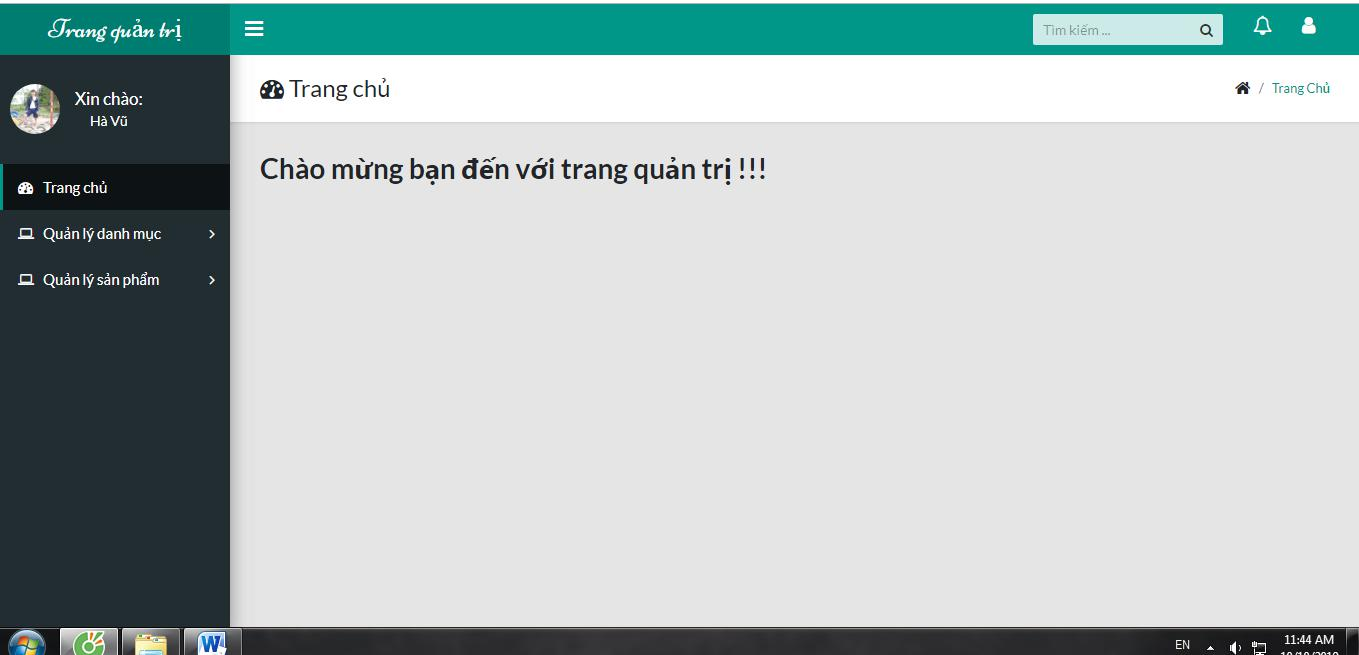 Trang quản trị
Tìm kiếm ...
Xin chào:
Hà Vũ
Trang chủ
/ Trang Chủ
Chào mừng bạn đến với trang quản trị !!!
Trang chủ
Quản lý danh mục
Quản lý sản phẩm
EN
11:44 AM